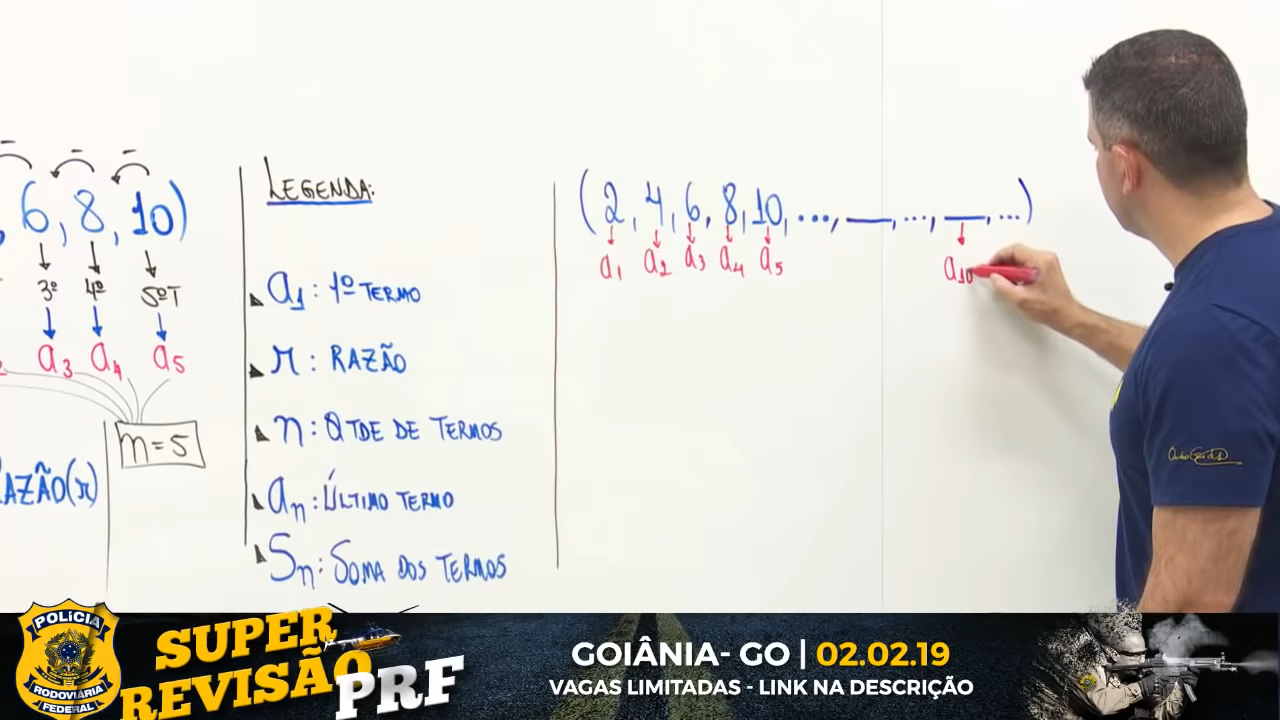 , 6, 8, 10)
3º 4º 5ºT
a3 a4 a5
n=5
RAZÃO(r)
LEGENDA:
a1: 1º TERMO
r: RAZÃO
n: QTDE DE TERMOS
an: ÚLTIMO TERMO
Sn: SOMA DOS TERMOS
(2, 4, 6, 8, 10, ..., __, ..., __, ...)
a1 a2 a3 a4 a5 a10
POLÍCIA
RODOVIÁRIA
FEDERAL
SUPER
REVISÃO
PRF
GOIÂNIA- GO | 02.02.19
VAGAS LIMITADAS - LINK NA DESCRIÇÃO